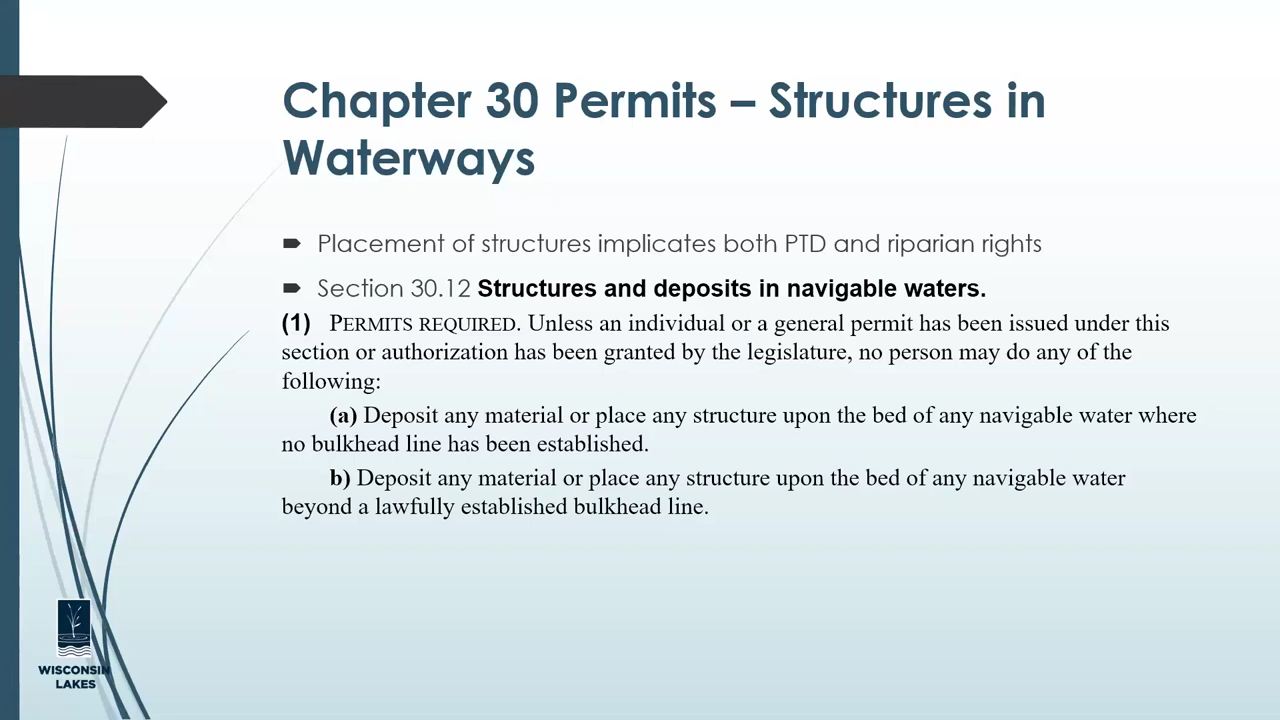 Chapter 30 Permits – Structures in
Waterways
Placement of structures implicates both PTD and riparian rights
Section 30.12 Structures and deposits in navigable waters.
(1) PERMITS REQUIRED. Unless an individual or a general permit has been issued under this
section or authorization has been granted by the legislature, no person may do any of the
following:
(a) Deposit any material or place any structure upon the bed of any navigable water where
no bulkhead line has been established.
b) Deposit any material or place any structure upon the bed of any navigable water
beyond a lawfully established bulkhead line.
WISCONSIN
LAKES